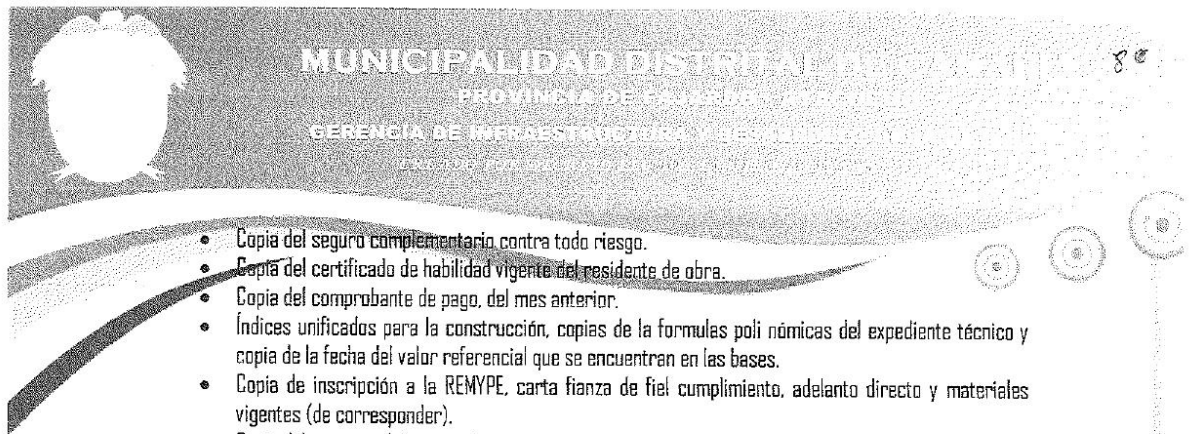 MUNICIPALIDAD DISTRITAL
PROVINCIA DE
GERENCIA DE INFRAESTRUCTURA
8
• Copia del seguro complementario contra todo riesgo.
• Copia del certificado de habilidad vigente del residente de obra.
• Copia del comprobante de pago, del mes anterior.
• Índices unificados para la construcción, copias de la formulas poli nómicas del expediente técnico y
copia de la fecha del valor referencial que se encuentran en las bases.
• Copia de inscripción a la REMYPE, carta fianza de fiel cumplimiento, adelanto directo y materiales
vigentes (de corresponder).